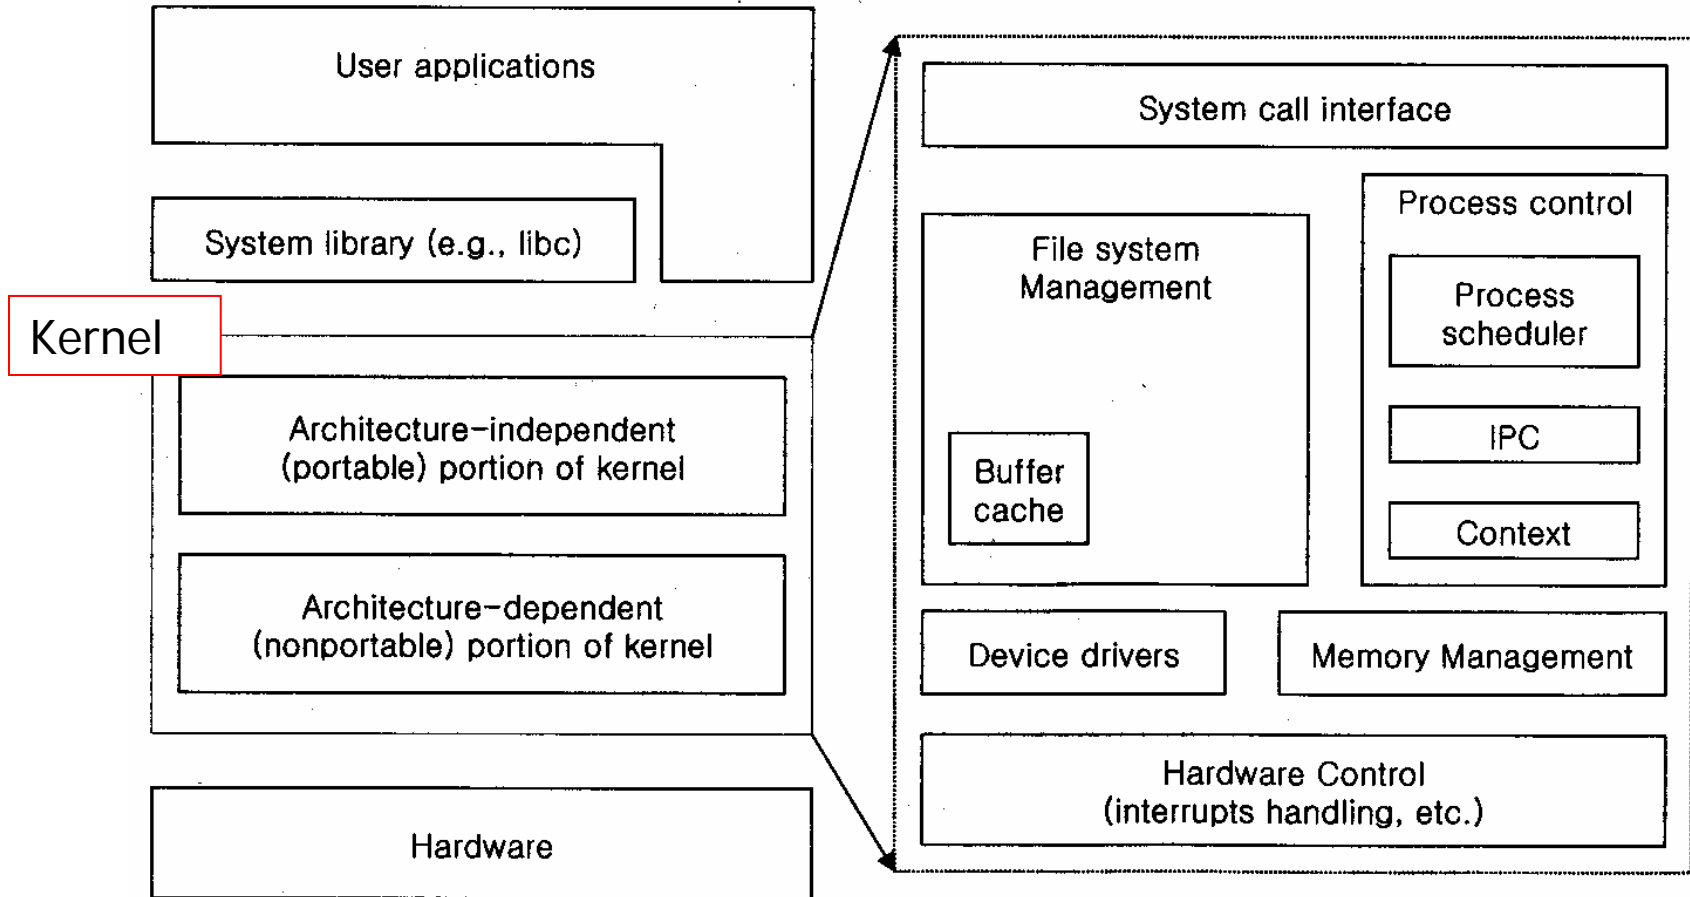 User applications
System library (e.g., libc)
Kernel
Architecture-independent
(portable) portion of kernel
Architecture-dependent
(nonportable) portion of kernel
Hardware
System call interface
File system
Management
Buffer
cache
Process control
Process
scheduler
IPC
Context
Device drivers
Memory Management
Hardware Control
(interrupts handling, etc.)